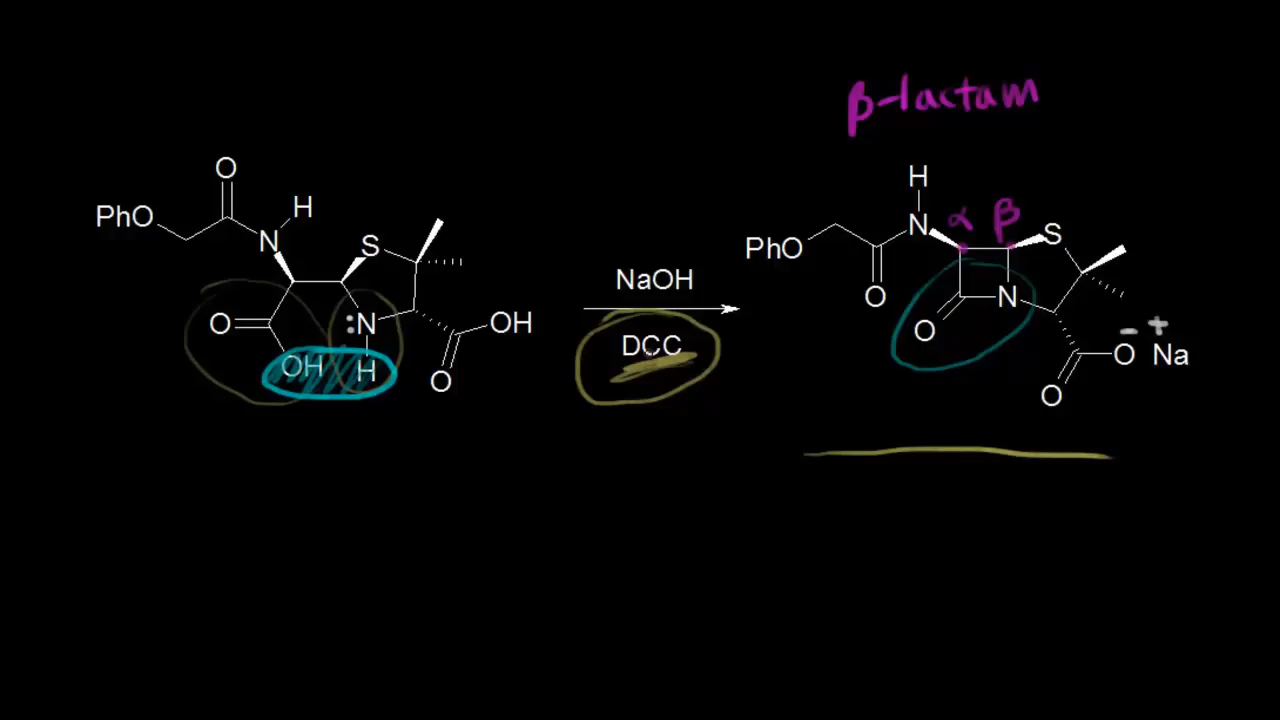 β-lactam
O
PhO
N
H
S
O
OH
N
H
OH
O
NaOH
DCC
H
N
α
β
S
PhO
O
O
N
O
- +
Na
O